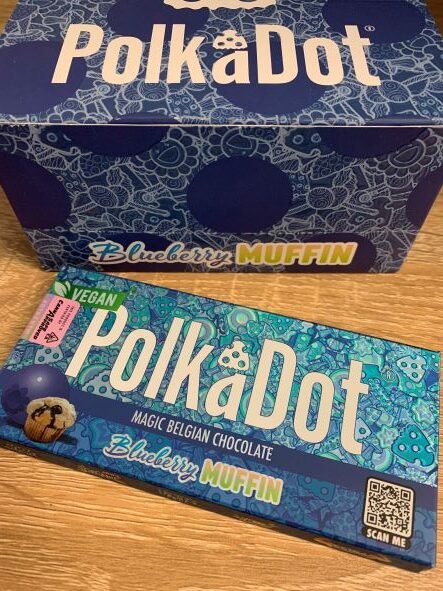 PolkaDot
Blueberry MUFFIN
VEGAN
PolkaDot
MAGIC BELGIAN CHOCOLATE
Blueberry MUFFIN
SCAN ME